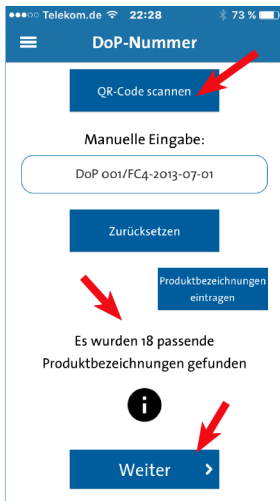 Telekom.de 22:28 73 %
DoP-Nummer
QR-Code scannen
Manuelle Eingabe:
DoP 001/FC4-2013-07-01
Zurücksetzen
Produktbezeichnungen
eintragen
Es wurden 18 passende
Produktbezeichnungen gefunden
i
Weiter